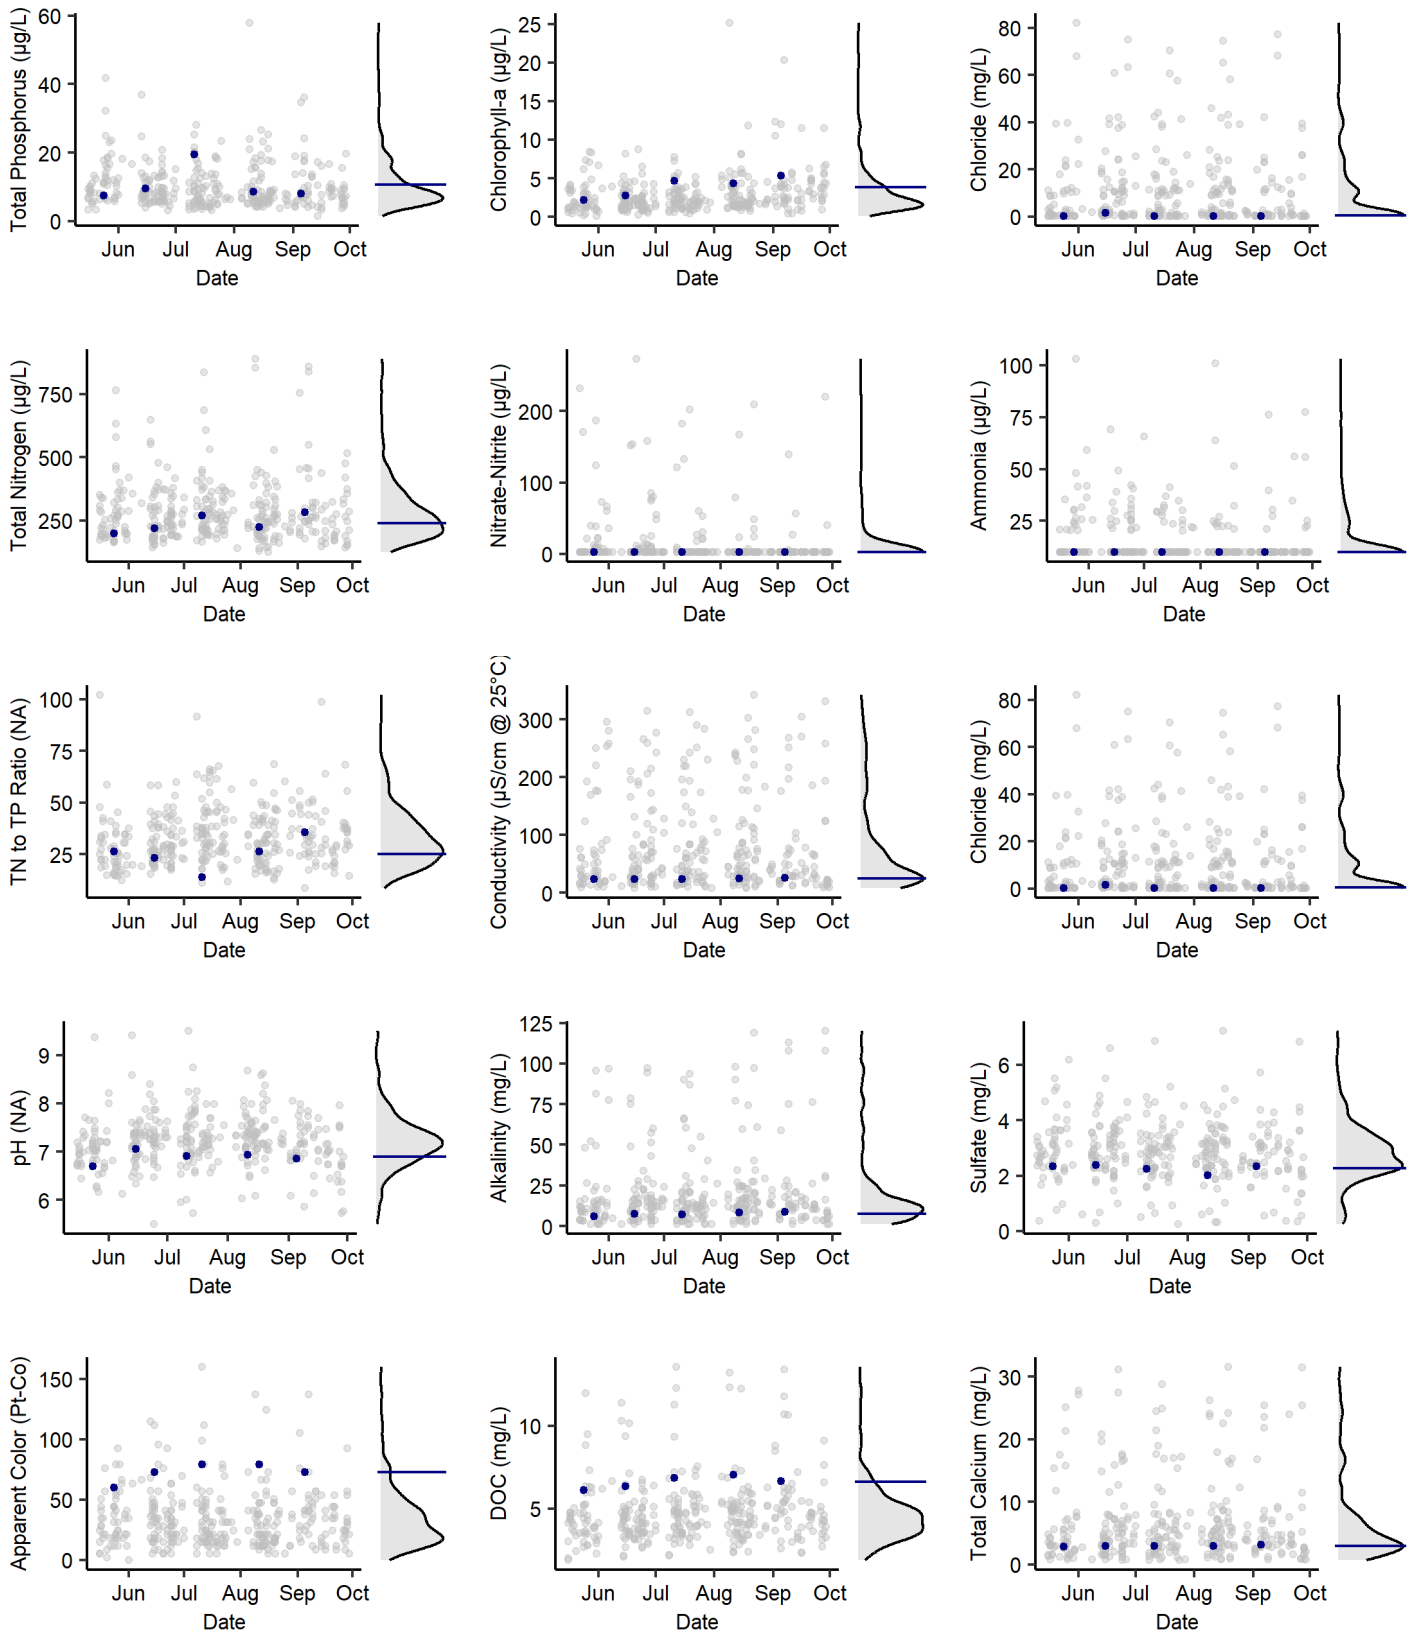 Total Phosphorus (µg/L)
60
40
20
0
Jun Jul Aug Sep Oct
Date
Chlorophyll-a (µg/L)
25
20
15
10
5
0
Jun Jul Aug Sep Oct
Date
Chloride (mg/L)
80
60
40
20
0
Jun Jul Aug Sep Oct
Date
Total Nitrogen (µg/L)
750
500
250
Jun Jul Aug Sep Oct
Date
Nitrate-Nitrite (µg/L)
200
100
0
Jun Jul Aug Sep Oct
Date
Ammonia (µg/L)
100
75
50
25
Jun Jul Aug Sep Oct
Date
TN to TP Ratio (NA)
100
75
50
25
Jun Jul Aug Sep Oct
Date
Conductivity (µS/cm @ 25°C)
300
200
100
0
Jun Jul Aug Sep Oct
Date
Chloride (mg/L)
80
60
40
20
0
Jun Jul Aug Sep Oct
Date
pH (NA)
9
8
7
6
Jun Jul Aug Sep Oct
Date
Alkalinity (mg/L)
125
100
75
50
25
0
Jun Jul Aug Sep Oct
Date
Sulfate (mg/L)
6
4
2
0
Jun Jul Aug Sep Oct
Date
Apparent Color (Pt-Co)
150
100
50
0
Jun Jul Aug Sep Oct
Date
DOC (mg/L)
10
5
Jun Jul Aug Sep Oct
Date
Total Calcium (mg/L)
30
20
10
0
Jun Jul Aug Sep Oct
Date